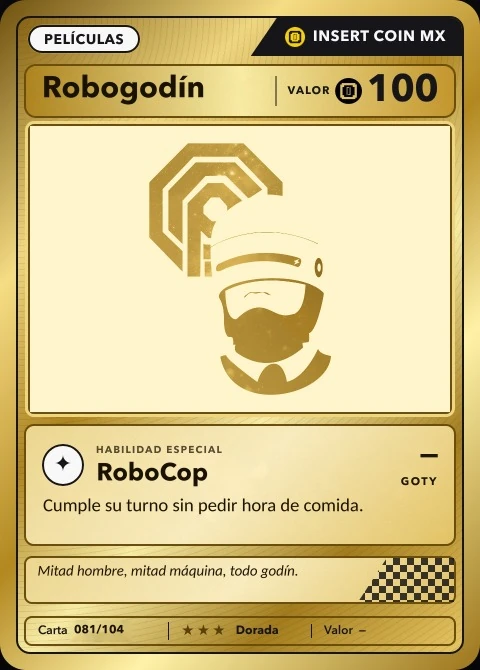 PELÍCULAS
INSERT COIN MX
Robogodín
VALOR 100
HABILIDAD ESPECIAL
RoboCop
–
GOTY
Cumple su turno sin pedir hora de comida.
Mitad hombre, mitad máquina, todo godín.
Carta 081/104 ★★★ Dorada Valor –